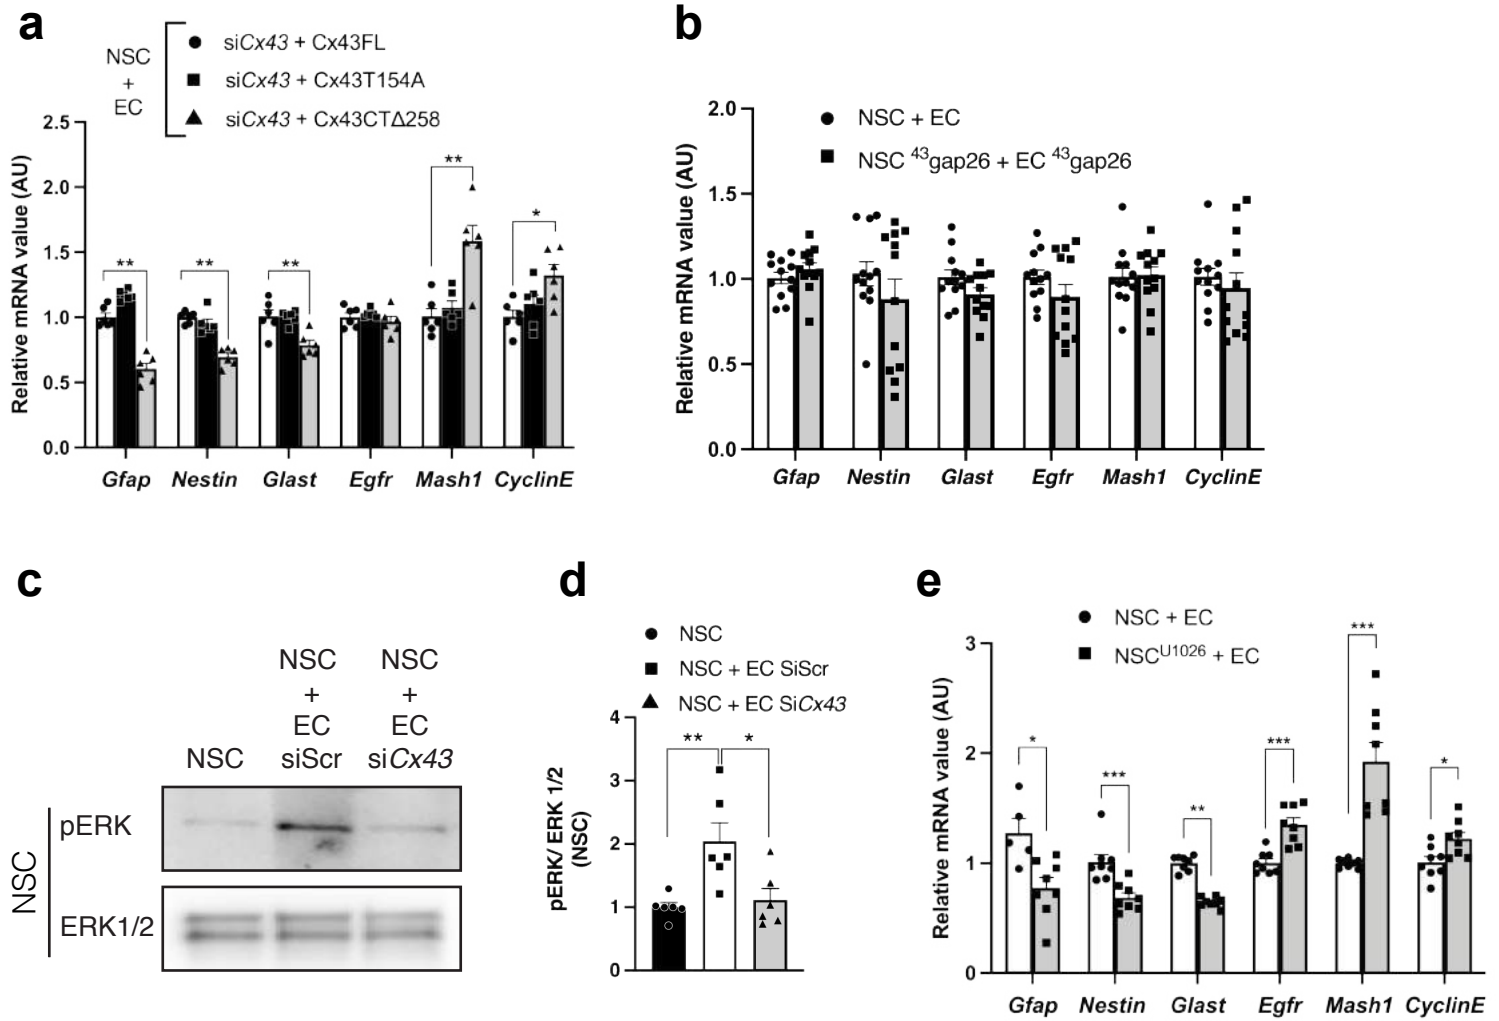 a
NSC
+
EC
siCx43 + Cx43FL
siCx43 + Cx43T154A
siCx43 + Cx43CTΔ258
Relative mRNA value (AU)
2.5
2.0
1.5
1.0
0.5
0.0
**
**
**
**
*
Gfap Nestin Glast Egfr Mash1 CyclinE
b
NSC + EC
NSC 43gap26 + EC 43gap26
Relative mRNA value (AU)
2.0
1.5
1.0
0.5
0.0
Gfap Nestin Glast Egfr Mash1 CyclinE
c
NSC
NSC
+
EC
siScr
NSC
+
EC
siCx43
NSC
pERK
ERK1/2
d
NSC
NSC + EC SiScr
NSC + EC SiCx43
pERK/ ERK 1/2
(NSC)
4
3
2
1
0
**
*
e
NSC + EC
NSCU1026 + EC
Relative mRNA value (AU)
3
2
1
0
*
***
**
***
***
*
Gfap Nestin Glast Egfr Mash1 CyclinE